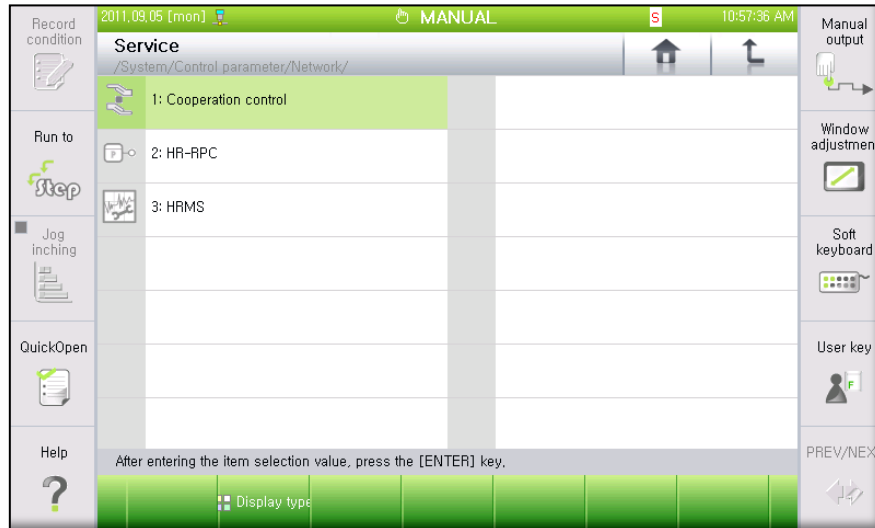 2011,09,05 [mon]
MANUAL
S
10:57:36 AM
Service
/System/Control parameter/Network/
1: Cooperation control
2: HR-RPC
3: HRMS
After entering the item selection value, press the [ENTER] key,
Display type
Record
condition
Run to
Step
Jog
inching
QuickOpen
Help
?
Manual
output
Window
adjustmen
Soft
keyboard
User key
F
PREV/NEX